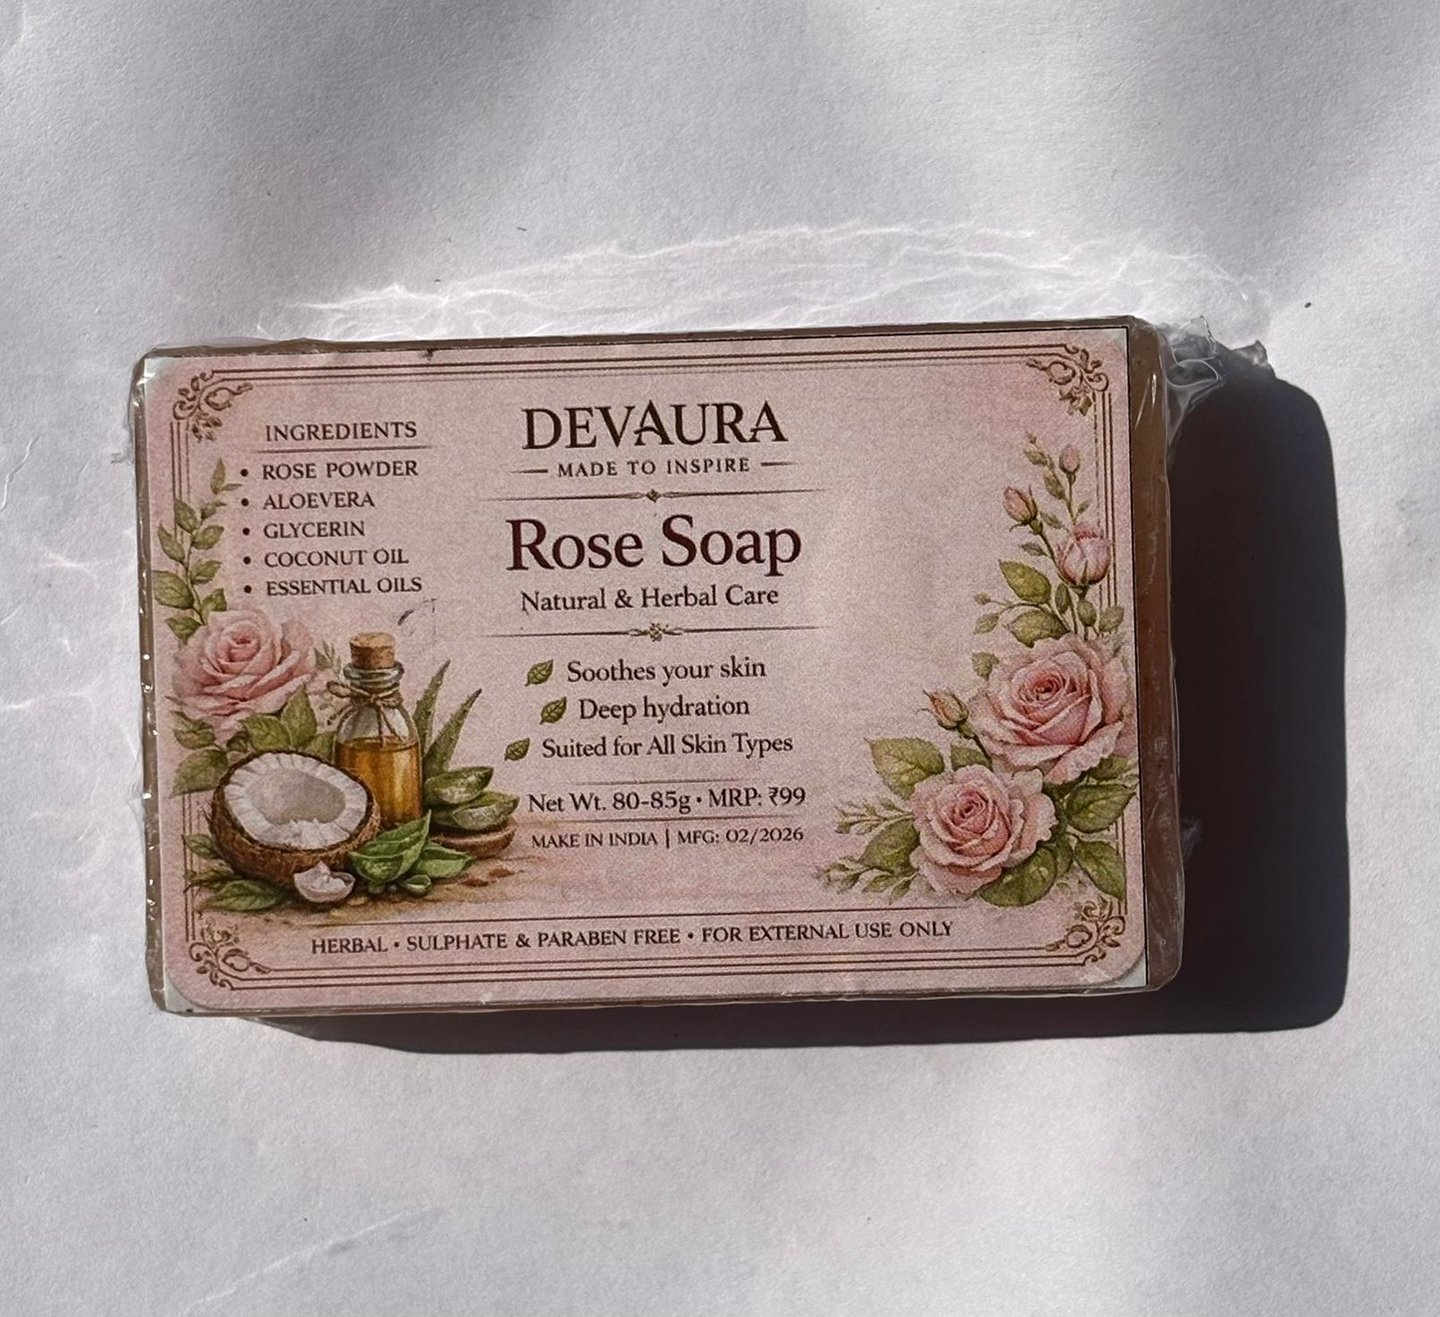 INGREDIENTS
• ROSE POWDER
• ALOEVERA
• GLYCERIN
• COCONUT OIL
• ESSENTIAL OILS
DEVAURA
MADE TO INSPIRE
Rose Soap
Natural & Herbal Care
Soothes your skin
Deep hydration
Suited for All Skin Types
Net Wt. 80-85g • MRP: ₹99
MAKE IN INDIA | MFG: 02/2026
HERBAL • SULPHATE & PARABEN FREE • FOR EXTERNAL USE ONLY